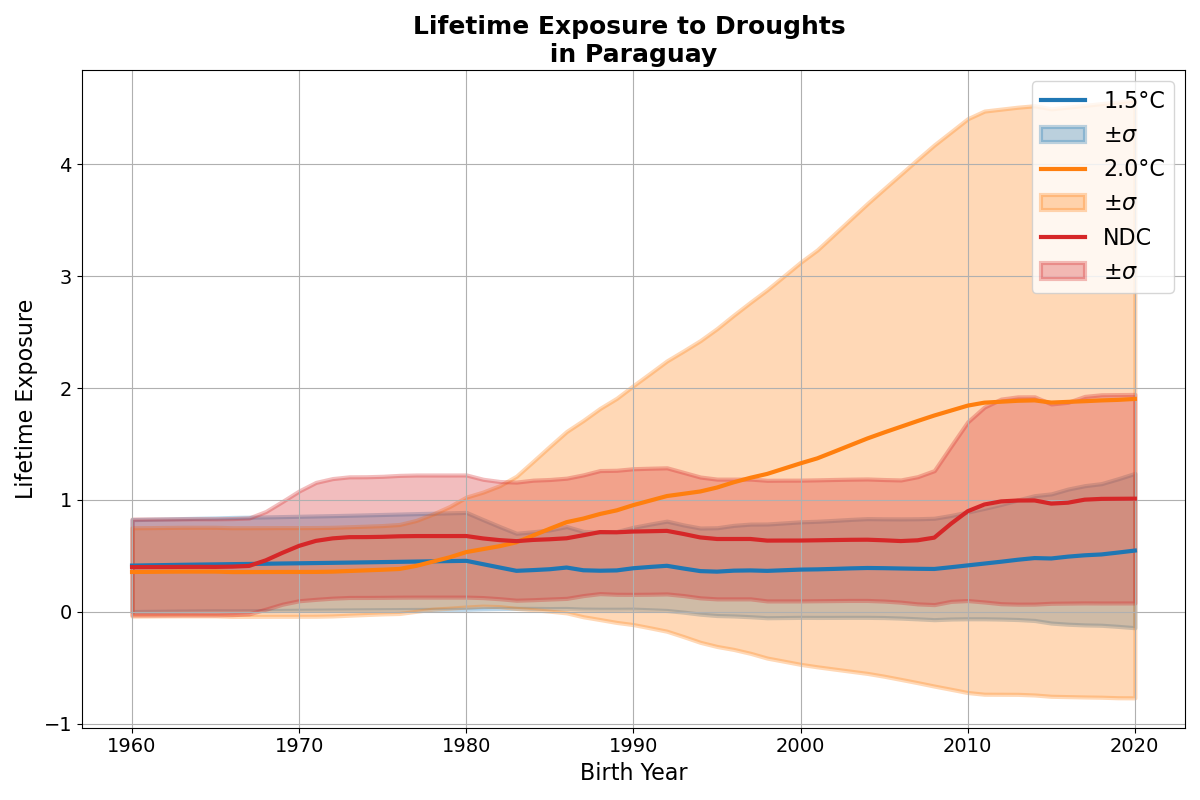 Lifetime Exposure to Droughts
in Paraguay
Lifetime Exposure
4
3
2
1
0
−1
1960
1970
1980
1990
2000
2010
2020
Birth Year
1.5°C
±σ
2.0°C
±σ
NDC
±σ